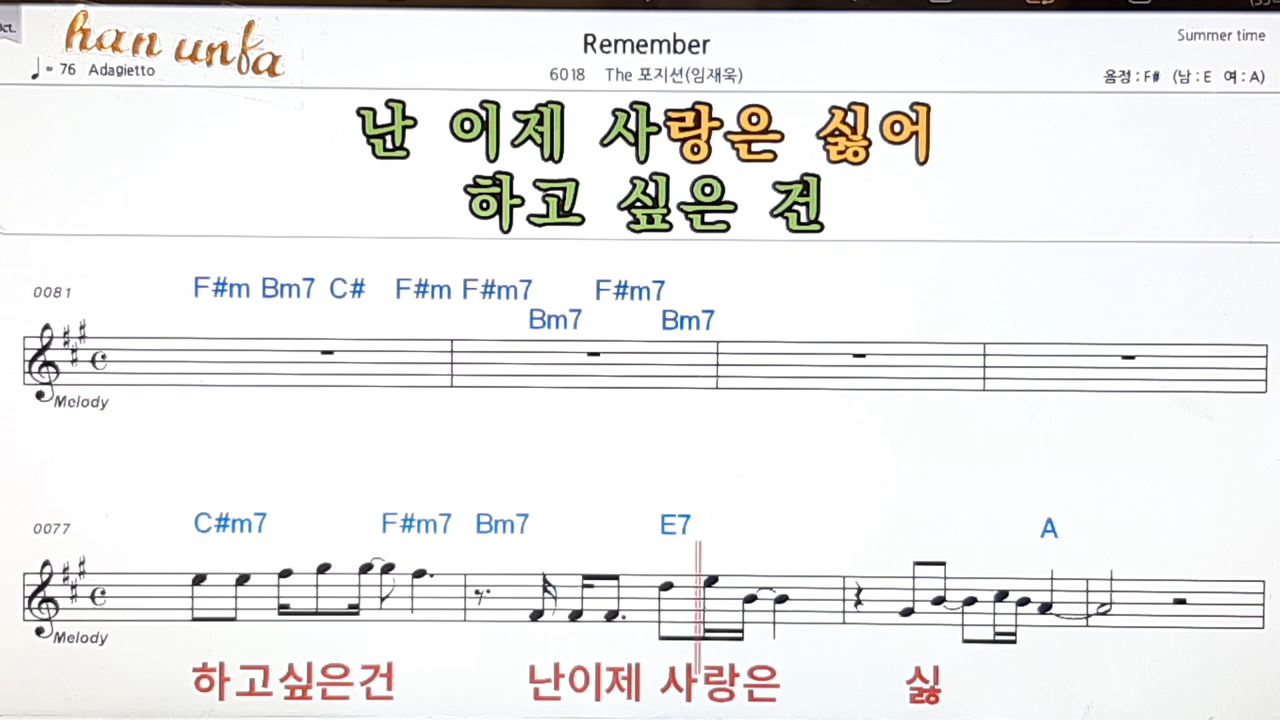 han unfa
Remember
Summer time
♩= 76 Adagietto
6018 The 포지션(임재욱)
음정 : F# (남 : E 여 : A)
난 이제 사랑은 싫어
하고 싶은 건
0081
F#m Bm7 C# F#m F#m7 F#m7
Bm7 Bm7
Melody
0077
C#m7 F#m7 Bm7 E7 A
Melody
하고싶은건 난이제 사랑은 싫